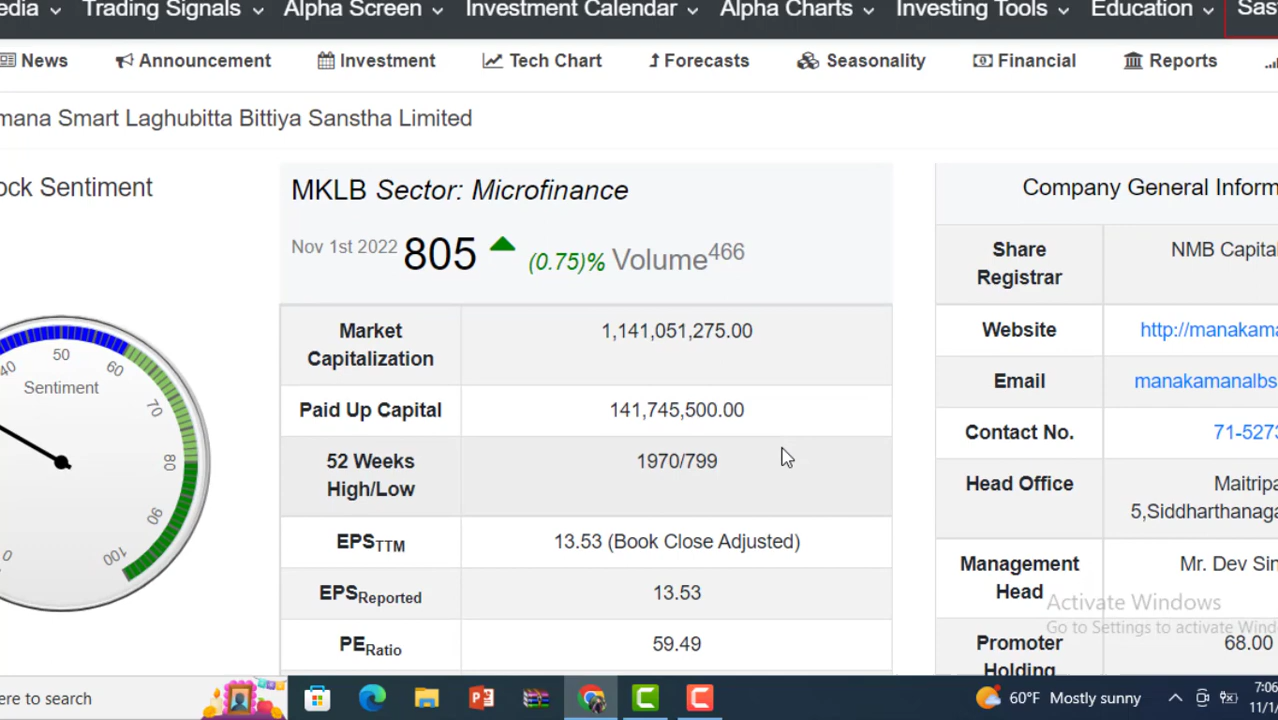 edia Trading Signals Alpha Screen Investment Calendar Alpha Charts Investing Tools Education Sas
News Announcement Investment Tech Chart Forecasts Seasonality Financial Reports
mana Smart Laghubitta Bittiya Sanstha Limited
ock Sentiment
40 50 60 70 80 90 100 0
Sentiment
MKLB Sector: Microfinance
Nov 1st 2022 805 (0.75)% Volume466
Market Capitalization 1,141,051,275.00
Paid Up Capital 141,745,500.00
52 Weeks High/Low 1970/799
EPSTTM 13.53 (Book Close Adjusted)
EPSReported 13.53
PERatio 59.49
Company General Inform
Share Registrar NMB Capital
Website http://manakama
Email manakamanalbs
Contact No. 71-527
Head Office Maitripa
5,Siddharthanaga
Management Head Mr. Dev Sin
Promoter Holding 68.00
Activate Windows
Go to Settings to activate Wind
ere to search
60°F Mostly sunny
7:06
11/1/